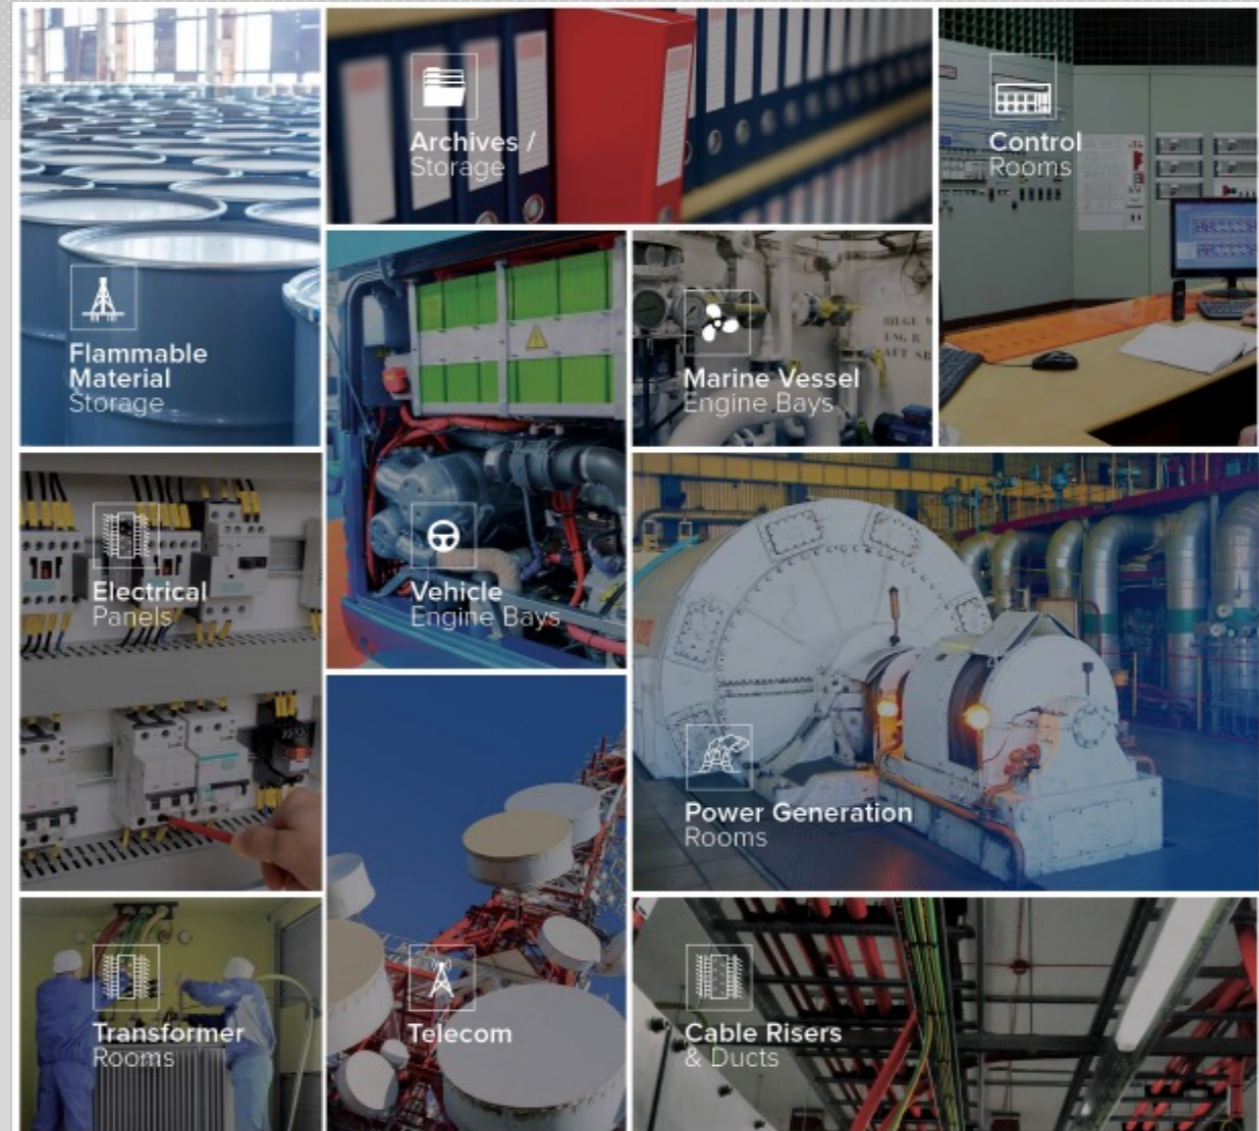 Archives /
Storage
Control
Rooms
Flammable
Material
Storage
Marine Vessel
Engine Bays
Electrical
Panels
Vehicle
Engine Bays
Power Generation
Rooms
Transformer
Rooms
Telecom
Cable Risers
& Ducts